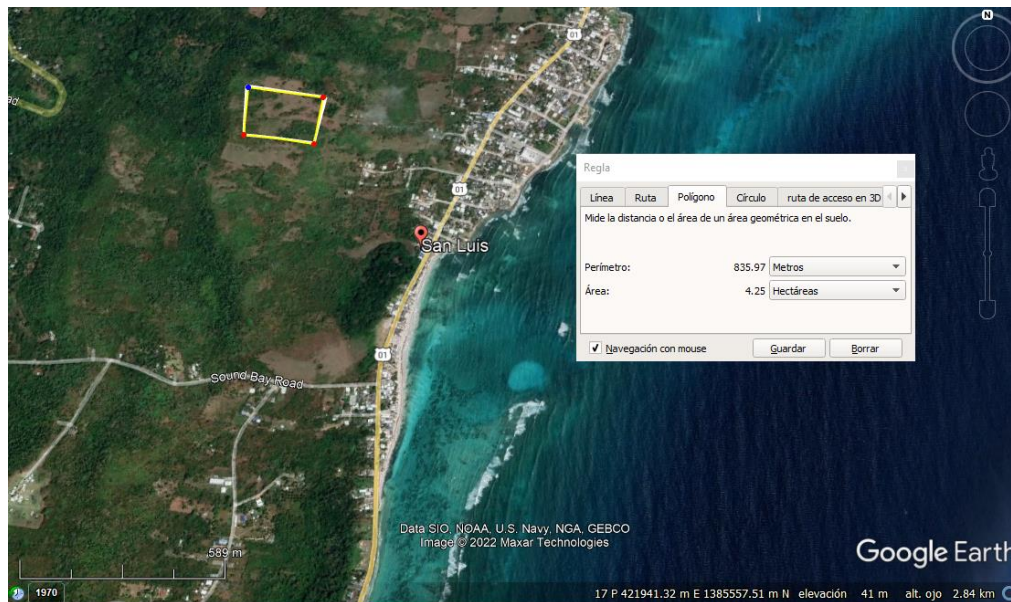 N
01
ad
Regla
Línea Ruta Polígono Círculo ruta de acceso en 3D
Mide la distancia o el área de un área geométrica en el suelo.
01
San Luis
Perímetro: 835.97 Metros
Área: 4.25 Hectáreas
Navegación con mouse Guardar Borrar
01
Sound Bay Road
Data SIO, NOAA, U.S. Navy, NGA, GEBCO
Image © 2022 Maxar Technologies
589 m
Google Earth
1970
17 P 421941.32 m E 1385557.51 m N elevación 41 m alt. ojo 2.84 km